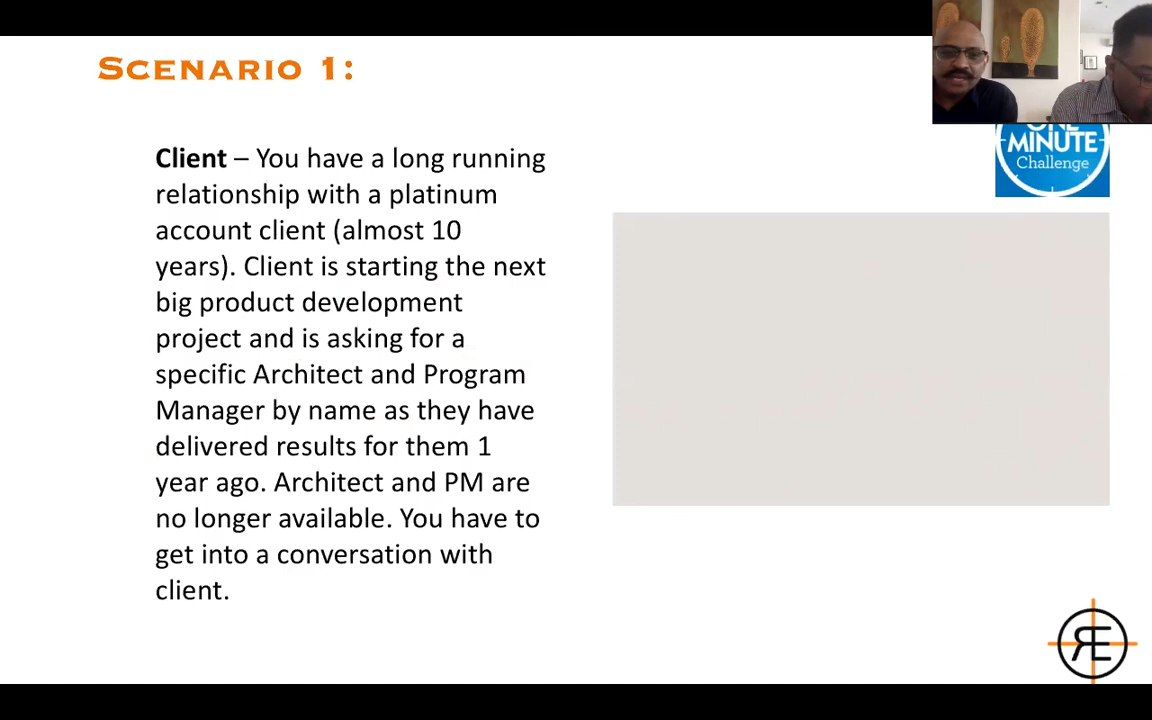 SCENARIO 1:
Client – You have a long running
relationship with a platinum
account client (almost 10
years). Client is starting the next
big product development
project and is asking for a
specific Architect and Program
Manager by name as they have
delivered results for them 1
year ago. Architect and PM are
no longer available. You have to
get into a conversation with
client.
ONE
MINUTE
Challenge
RE